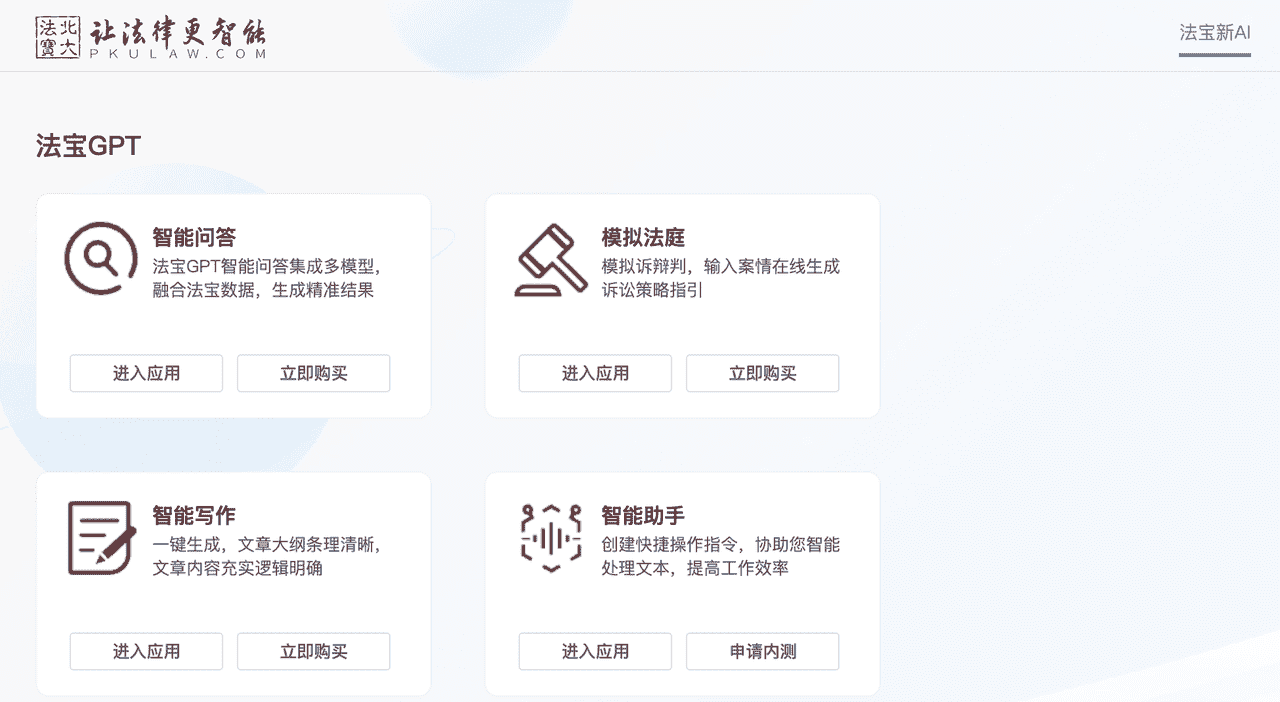 北大法寶
让法律更智能
PKULAW.COM
法宝新AI
法宝GPT
智能问答
法宝GPT智能问答集成多模型，
融合法宝数据，生成精准结果
进入应用 立即购买
模拟法庭
模拟诉辩判，输入案情在线生成
诉讼策略指引
进入应用 立即购买
智能写作
一键生成，文章大纲条理清晰，
文章内容充实逻辑明确
进入应用 立即购买
智能助手
创建快捷操作指令，协助您智能
处理文本，提高工作效率
进入应用 申请内测